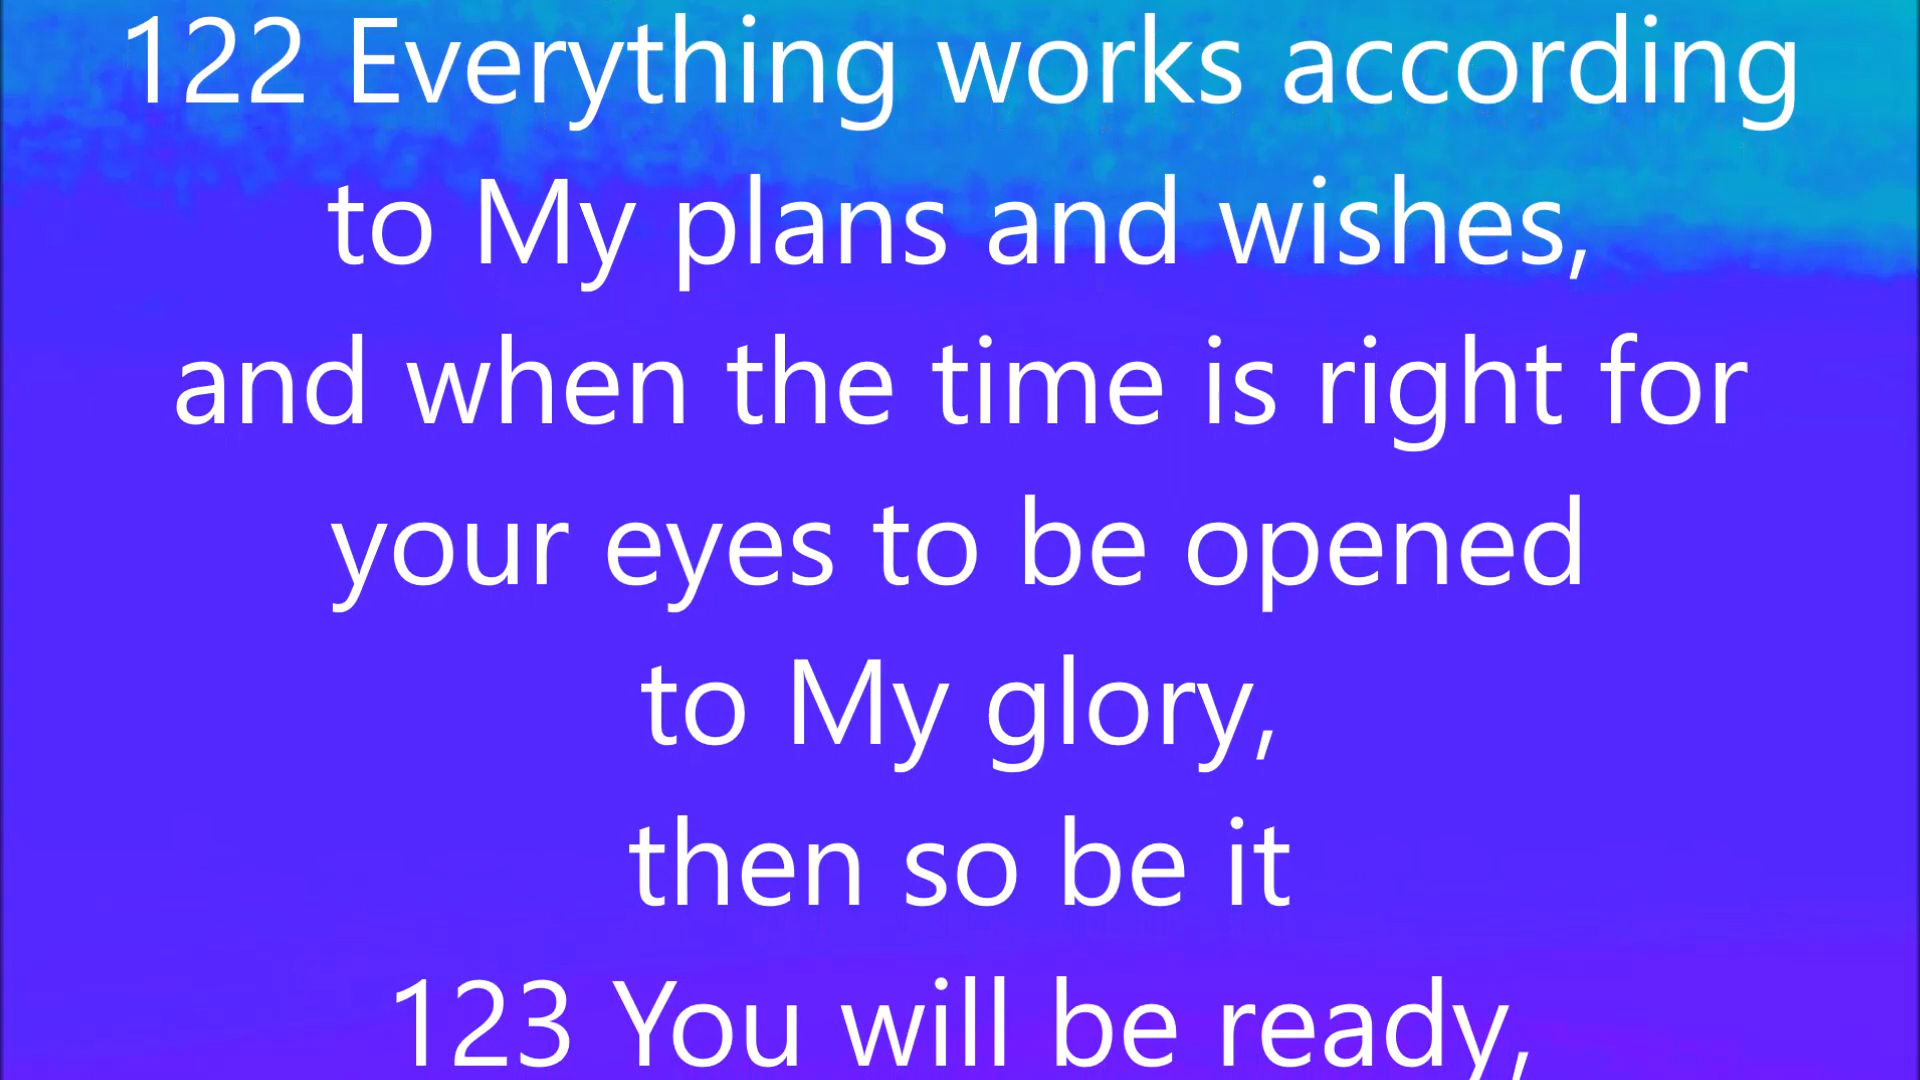 122 Everything works according
to My plans and wishes,
and when the time is right for
your eyes to be opened
to My glory,
then so be it
123 You will be ready,